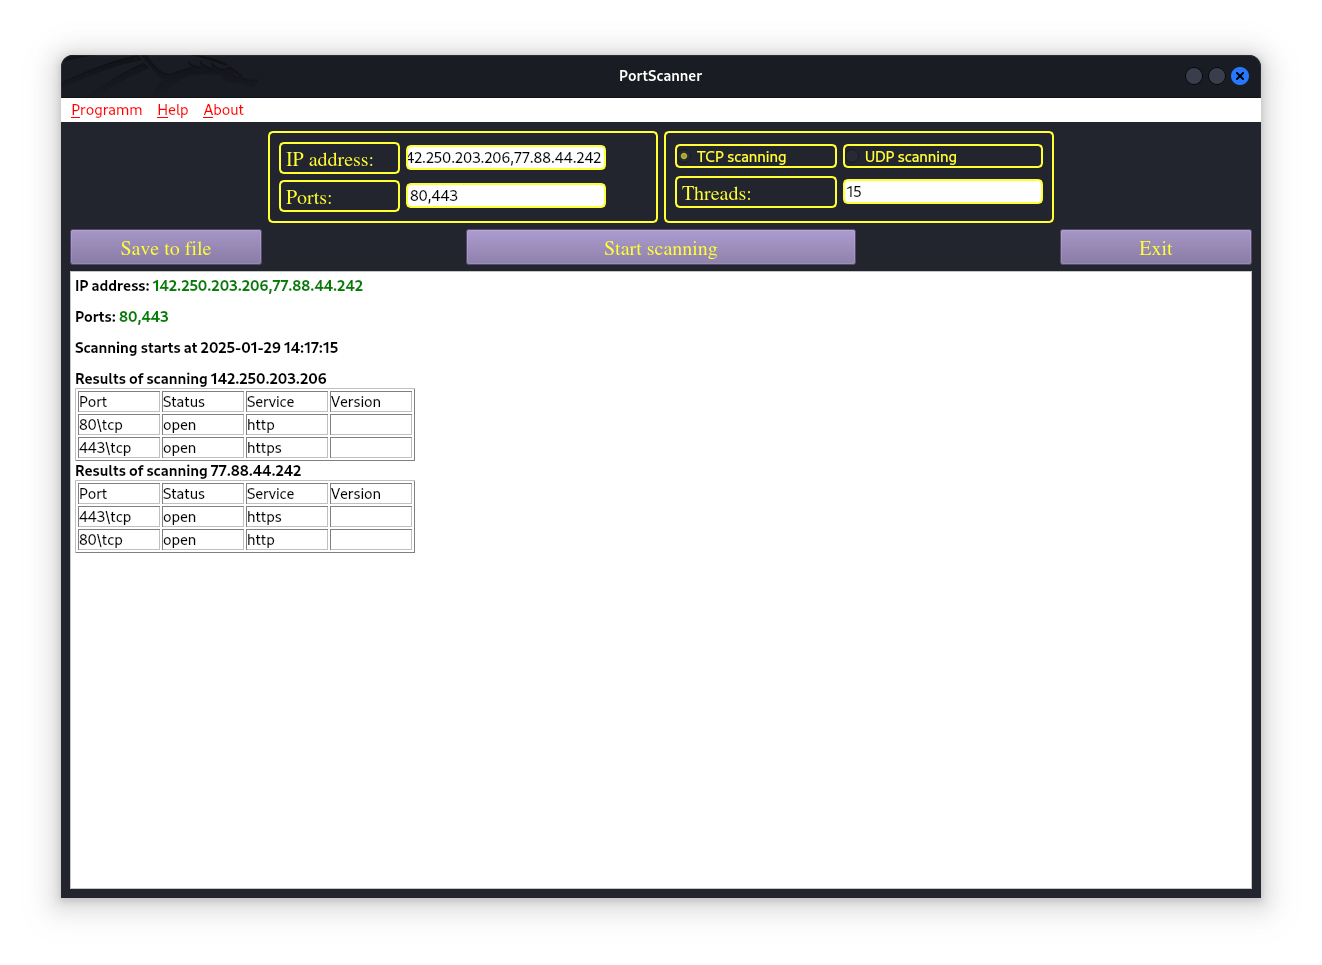 PortScanner
Programm Help About
IP address: 42.250.203.206,77.88.44.242 TCP scanning UDP scanning
Ports: 80,443 Threads: 15
Save to file Start scanning Exit
IP address: 142.250.203.206,77.88.44.242
Ports: 80,443
Scanning starts at 2025-01-29 14:17:15
Results of scanning 142.250.203.206
Port Status Service Version
80\tcp open http
443\tcp open https
Results of scanning 77.88.44.242
Port Status Service Version
443\tcp open https
80\tcp open http